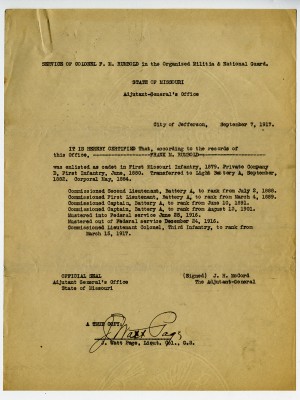 SERVICE OF COLONEL F. M. RUMBOLD in the Organized Militia & National Guard.
STATE OF MISSOURI
Adjutant-General's Office
City of Jefferson, September 7, 1917.
IT IS HEREBY CERTIFIED That, according to the records of
this Office, FRANK M. RUMBOLD
was enlisted as cadet in First Missouri Infantry, 1879. Private Company
D, First Infantry, June, 1880. Transferred to Light Battery A, September,
1882. Corporal May, 1884.
Commissioned Second Lieutenant, Battery A, to rank from July 2, 1888.
Commissioned First Lieutenant, Battery A, to rank from March 4, 1889.
Commissioned Captain, Battery A, to rank from June 15, 1891.
Commissioned Captain, Battery A, to rank from August 13, 1901.
Mustered into Federal service June 28, 1916.
Mustered out Federal service December 24, 1916.
Commissioned Lieutenant Colonel, Third Infantry, to rank from
March 13, 1917.
OFFICIAL SEAL (Signed) J. H. McCord
Adjutant General's Office The Adjutant-General
State of Missouri
A TRUE COPY:
J. Watt Page
J. Watt Page, Lieut. Col., G.S.